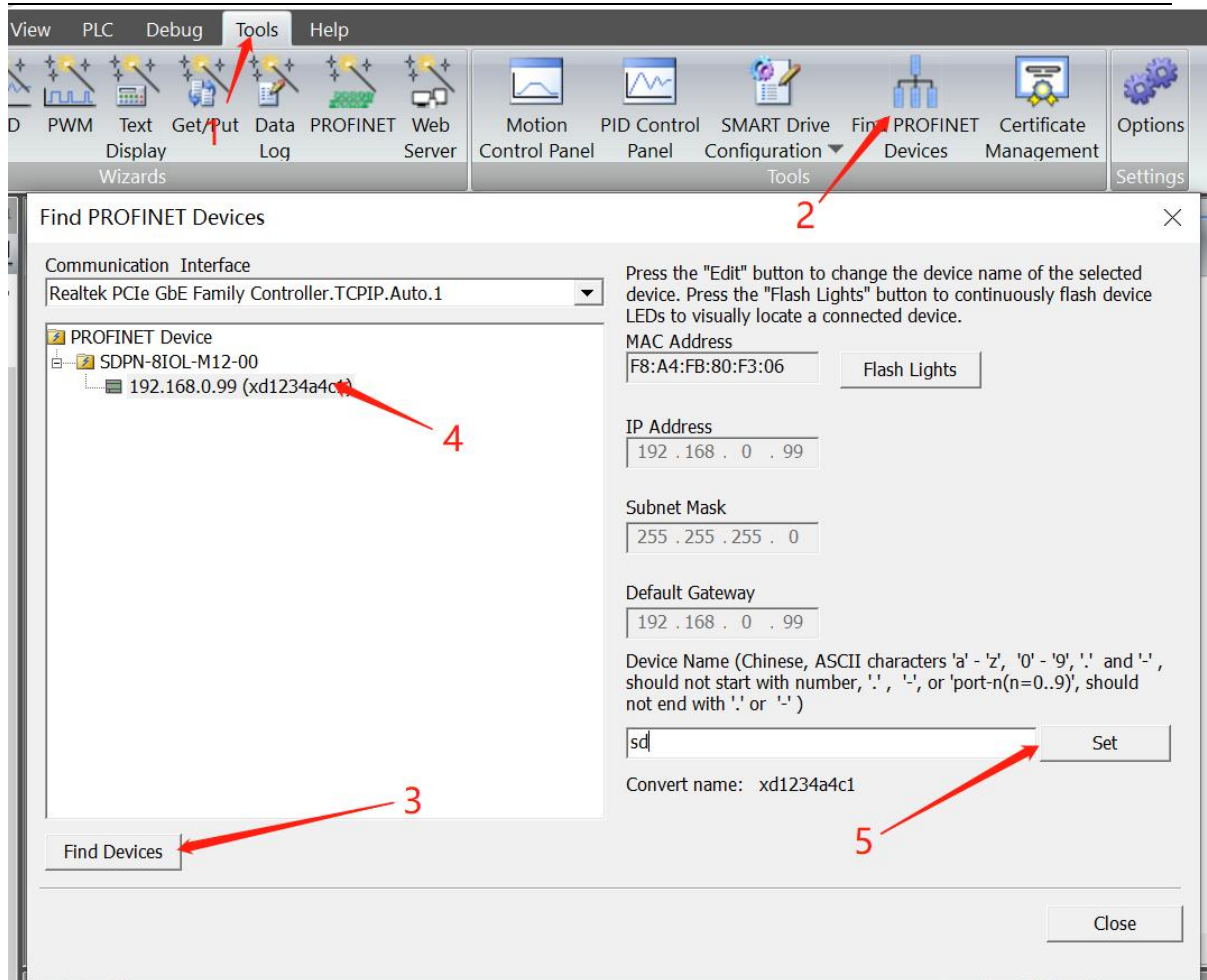 View PLC Debug Tools Help
D PWM Text Display Get/Put Data Log PROFINET Web Server Motion Control Panel PID Control Panel SMART Drive Configuration Find PROFINET Devices Certificate Management Options
Wizards Tools Settings
1
2
Find PROFINET Devices
Communication Interface
Realtek PCIe GbE Family Controller.TCPIP.Auto.1
PROFINET Device
SDPN-8IOL-M12-00
192.168.0.99 (xd1234a4c1)
4
3
Find Devices
Press the "Edit" button to change the device name of the selected
device. Press the "Flash Lights" button to continuously flash device
LEDs to visually locate a connected device.
MAC Address
F8:A4:FB:80:F3:06 Flash Lights
IP Address
192 . 168 . 0 . 99
Subnet Mask
255 . 255 . 255 . 0
Default Gateway
192 . 168 . 0 . 99
Device Name (Chinese, ASCII characters 'a' - 'z', '0' - '9', '.' and '-' ,
should not start with number, '.' , '-', or 'port-n(n=0..9)', should
not end with '.' or '-' )
sd Set
Convert name: xd1234a4c1
5
Close